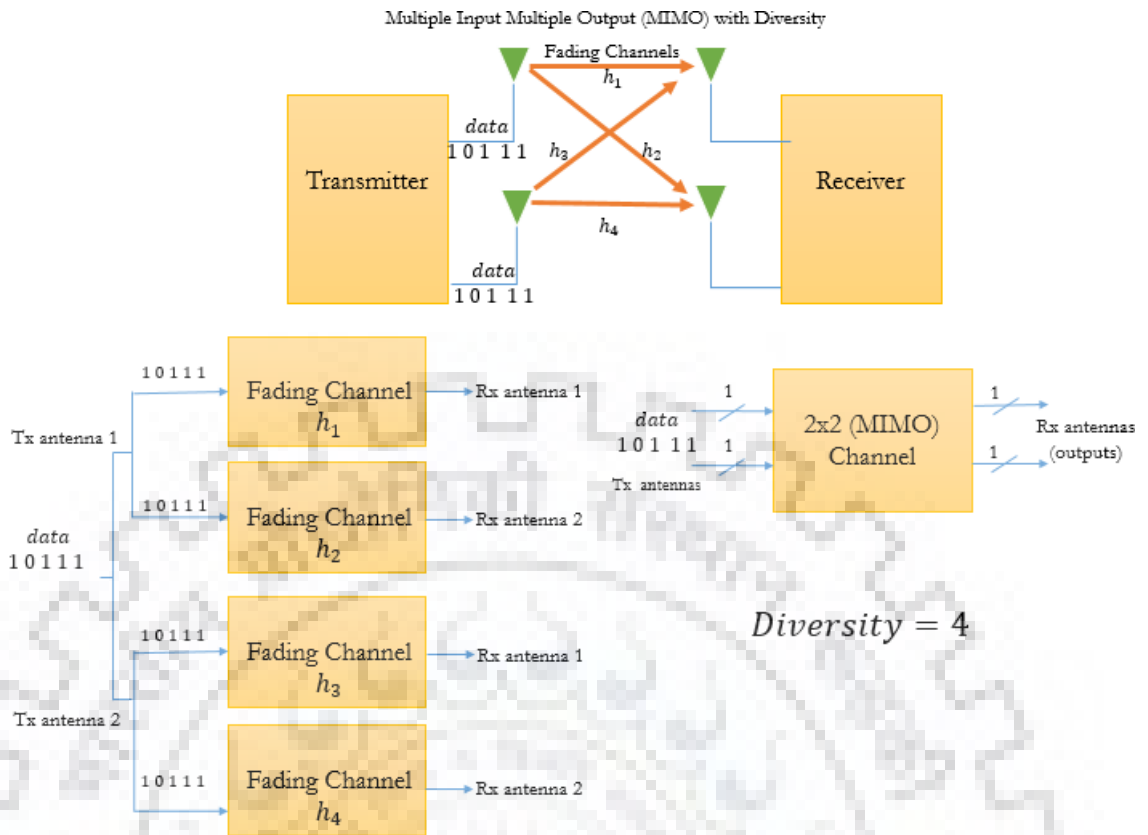 Multiple Input Multiple Output (MIMO) with Diversity
Fading Channels
h₁
data
1 0 1 1 1
h₃
h₂
Transmitter
Receiver
h₄
data
1 0 1 1 1
1 0 1 1 1
Fading Channel
h₁
Rx antenna 1
Tx antenna 1
1 0 1 1 1
Fading Channel
h₂
Rx antenna 2
data
1 0 1 1 1
1 0 1 1 1
Fading Channel
h₃
Rx antenna 1
Tx antenna 2
1 0 1 1 1
Fading Channel
h₄
Rx antenna 2
1
1
data
1 0 1 1 1
1
1
Tx antennas
2x2 (MIMO)
Channel
Rx antennas
(outputs)
Diversity = 4